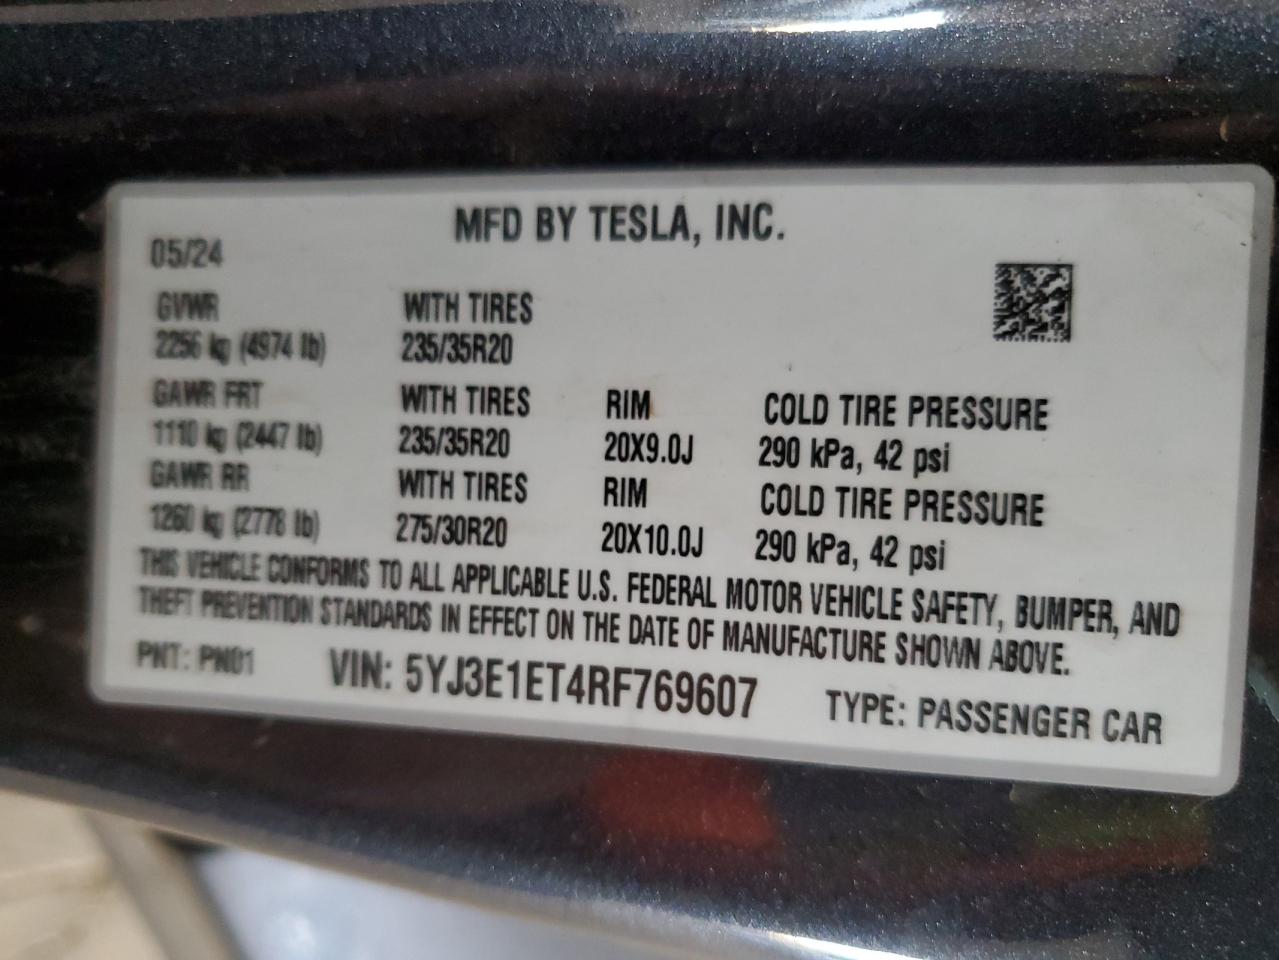 MFD BY TESLA, INC.
05/24
GVWR WITH TIRES
2256 kg (4974 lb) 235/35R20
GAWR FRT WITH TIRES RIM COLD TIRE PRESSURE
1110 kg (2447 lb) 235/35R20 20X9.0J 290 kPa, 42 psi
GAWR RR WITH TIRES RIM COLD TIRE PRESSURE
1260 kg (2778 lb) 275/30R20 20X10.0J 290 kPa, 42 psi
THIS VEHICLE CONFORMS TO ALL APPLICABLE U.S. FEDERAL MOTOR VEHICLE SAFETY, BUMPER, AND
THEFT PREVENTION STANDARDS IN EFFECT ON THE DATE OF MANUFACTURE SHOWN ABOVE.
PNT: PN01 VIN: 5YJ3E1ET4RF769607 TYPE: PASSENGER CAR